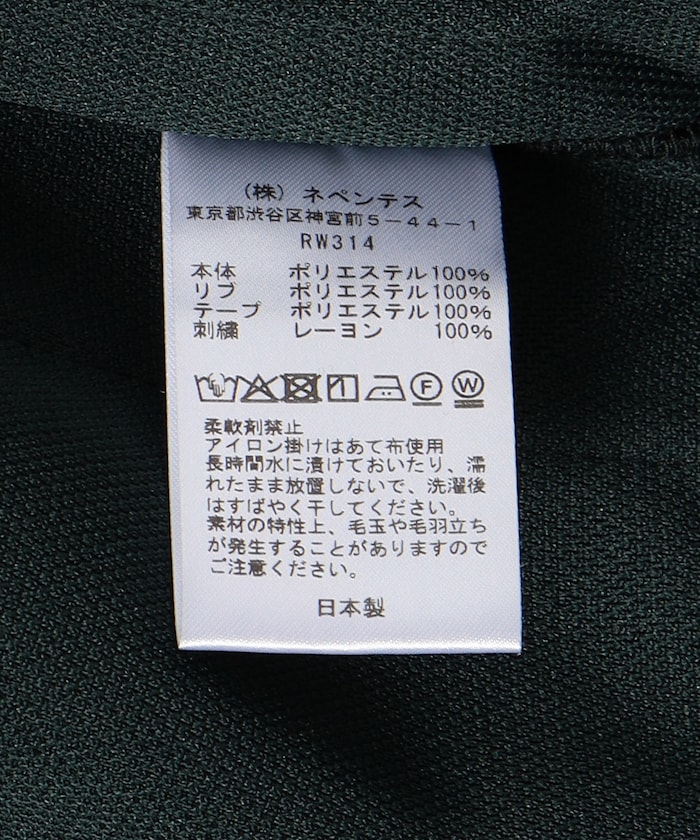 (株) ネペンテス
東京都渋谷区神宮前5-44-1
RW314
本体 ポリエステル100%
リブ ポリエステル100%
テープ ポリエステル100%
刺繍 レーヨン 100%
F W
柔軟剤禁止
アイロン掛けはあて布使用
長時間水に漬けておいたり、濡
れたまま放置しないで、洗濯後
はすばやく干してください。
素材の特性上、毛玉や毛羽立ち
が発生することがありますので
ご注意ください。
日本製